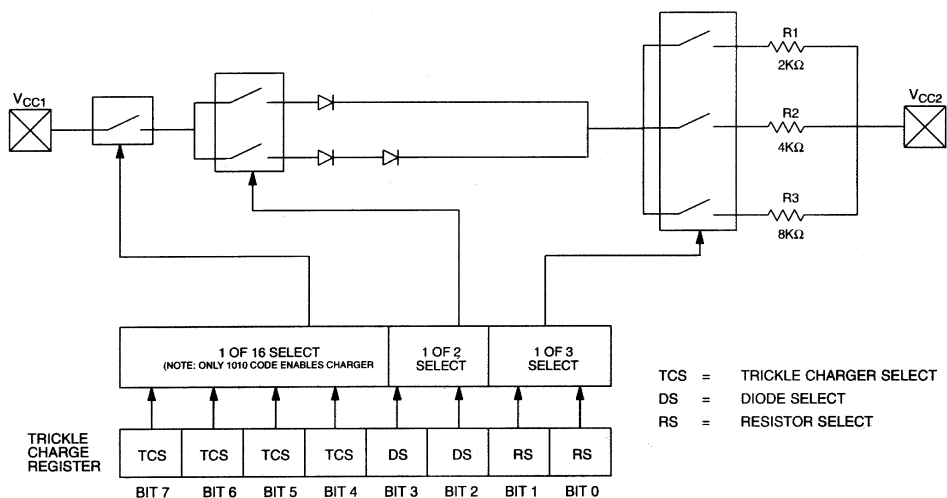 R1
2KΩ
VCC1
VCC2
R2
4KΩ
R3
8KΩ
1 OF 16 SELECT
(NOTE: ONLY 1010 CODE ENABLES CHARGER
1 OF 2
SELECT
1 OF 3
SELECT
TCS = TRICKLE CHARGER SELECT
DS = DIODE SELECT
RS = RESISTOR SELECT
TRICKLE
CHARGE
REGISTER
TCS TCS TCS TCS DS DS RS RS
BIT 7 BIT 6 BIT 5 BIT 4 BIT 3 BIT 2 BIT 1 BIT 0